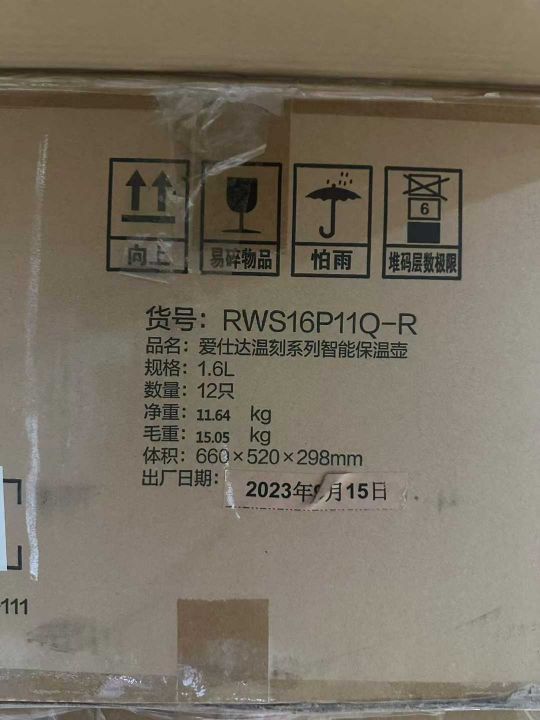 6
向上
易碎物品
怕雨
堆码层数极限
货号：RWS16P11Q-R
品名：爱仕达温刻系列智能保温壶
规格：1.6L
数量：12只
净重：11.64 kg
毛重：15.05 kg
体积：660×520×298mm
出厂日期：2023年9月15日
111